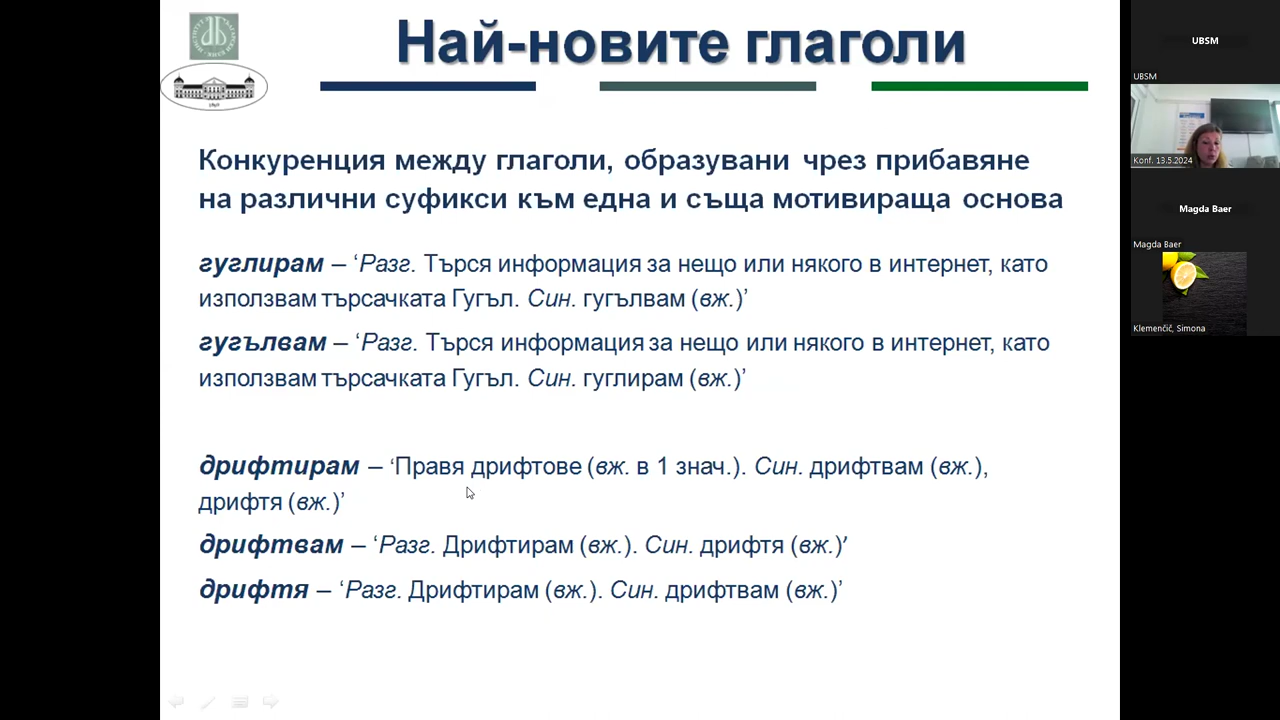 Най-новите глаголи
Конкуренция между глаголи, образувани чрез прибавяне
на различни суфикси към една и съща мотивираща основа
гуглирам – ‘Разг. Търся информация за нещо или някого в интернет, като
използвам търсачката Гугъл. Син. гугълвам (вж.)’
гугълвам – ‘Разг. Търся информация за нещо или някого в интернет, като
използвам търсачката Гугъл. Син. гуглирам (вж.)’
дрифтирам – ‘Правя дрифтове (вж. в 1 знач.). Син. дрифтвам (вж.),
дрифтя (вж.)’
дрифтвам – ‘Разг. Дрифтирам (вж.). Син. дрифтя (вж.)’
дрифтя – ‘Разг. Дрифтирам (вж.). Син. дрифтвам (вж.)’
UBSM
UBSM
Konf. 13.5.2024
Magda Baer
Magda Baer
Klemenčič, Simona